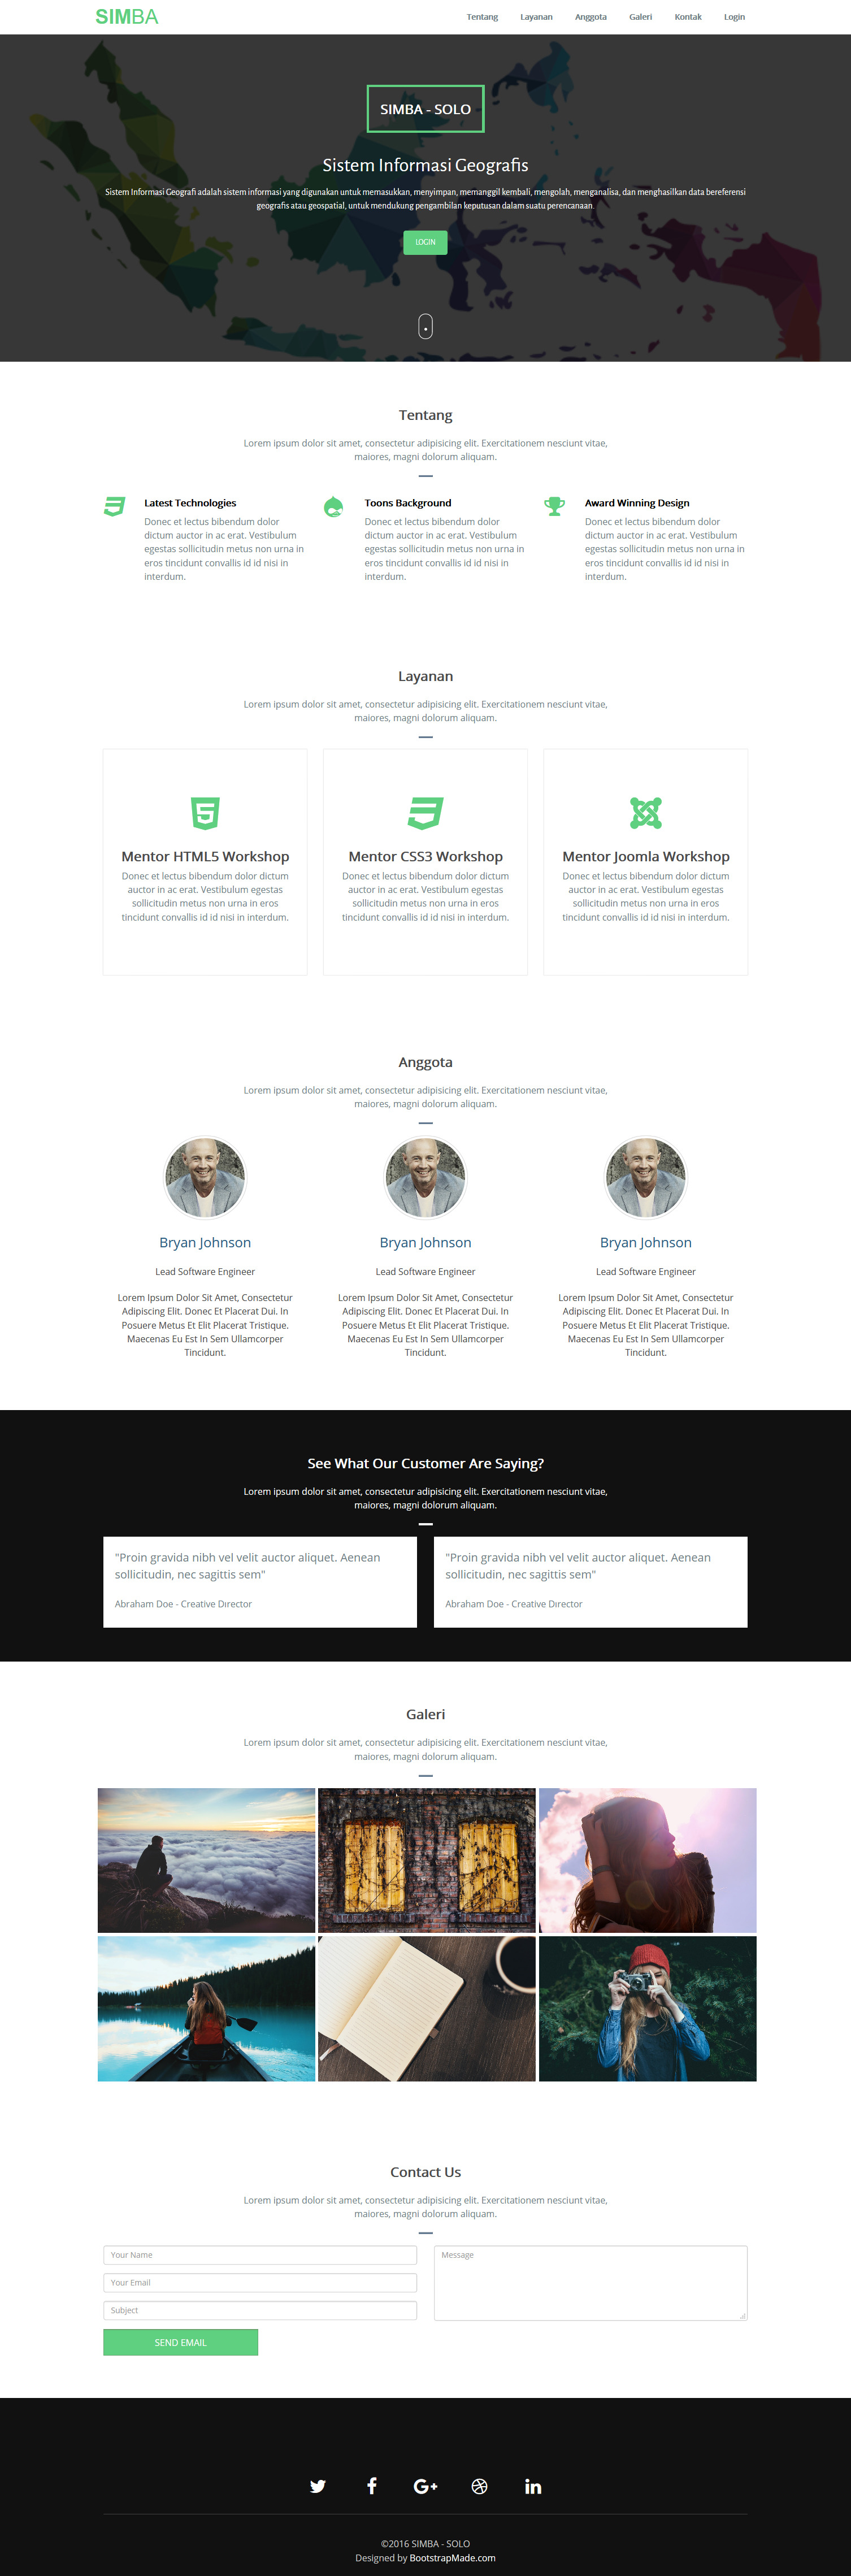 SIMBA
Tentang Layanan Anggota Galeri Kontak Login
SIMBA - SOLO
Sistem Informasi Geografis
Sistem Informasi Geografi adalah sistem informasi yang digunakan untuk memasukkan, menyimpan, memanggil kembali, mengolah, menganalisa, dan menghasilkan data bereferensi
geografis atau geospatial, untuk mendukung pengambilan keputusan dalam suatu perencanaan.
LOGIN
Tentang
Lorem ipsum dolor sit amet, consectetur adipisicing elit. Exercitationem nesciunt vitae,
maiores, magni dolorum aliquam.
Latest Technologies
Donec et lectus bibendum dolor
dictum auctor in ac erat. Vestibulum
egestas sollicitudin metus non urna in
eros tincidunt convallis id id nisi in
interdum.
Toons Background
Donec et lectus bibendum dolor
dictum auctor in ac erat. Vestibulum
egestas sollicitudin metus non urna in
eros tincidunt convallis id id nisi in
interdum.
Award Winning Design
Donec et lectus bibendum dolor
dictum auctor in ac erat. Vestibulum
egestas sollicitudin metus non urna in
eros tincidunt convallis id id nisi in
interdum.
Layanan
Lorem ipsum dolor sit amet, consectetur adipisicing elit. Exercitationem nesciunt vitae,
maiores, magni dolorum aliquam.
Mentor HTML5 Workshop
Donec et lectus bibendum dolor dictum
auctor in ac erat. Vestibulum egestas
sollicitudin metus non urna in eros
tincidunt convallis id id nisi in interdum.
Mentor CSS3 Workshop
Donec et lectus bibendum dolor dictum
auctor in ac erat. Vestibulum egestas
sollicitudin metus non urna in eros
tincidunt convallis id id nisi in interdum.
Mentor Joomla Workshop
Donec et lectus bibendum dolor dictum
auctor in ac erat. Vestibulum egestas
sollicitudin metus non urna in eros
tincidunt convallis id id nisi in interdum.
Anggota
Lorem ipsum dolor sit amet, consectetur adipisicing elit. Exercitationem nesciunt vitae,
maiores, magni dolorum aliquam.
Bryan Johnson
Lead Software Engineer
Lorem Ipsum Dolor Sit Amet, Consectetur
Adipiscing Elit. Donec Et Placerat Dui. In
Posuere Metus Et Elit Placerat Tristique.
Maecenas Eu Est In Sem Ullamcorper
Tincidunt.
Bryan Johnson
Lead Software Engineer
Lorem Ipsum Dolor Sit Amet, Consectetur
Adipiscing Elit. Donec Et Placerat Dui. In
Posuere Metus Et Elit Placerat Tristique.
Maecenas Eu Est In Sem Ullamcorper
Tincidunt.
Bryan Johnson
Lead Software Engineer
Lorem Ipsum Dolor Sit Amet, Consectetur
Adipiscing Elit. Donec Et Placerat Dui. In
Posuere Metus Et Elit Placerat Tristique.
Maecenas Eu Est In Sem Ullamcorper
Tincidunt.
See What Our Customer Are Saying?
Lorem ipsum dolor sit amet, consectetur adipisicing elit. Exercitationem nesciunt vitae,
maiores, magni dolorum aliquam.
"Proin gravida nibh vel velit auctor aliquet. Aenean
sollicitudin, nec sagittis sem"
Abraham Doe - Creative Director
"Proin gravida nibh vel velit auctor aliquet. Aenean
sollicitudin, nec sagittis sem"
Abraham Doe - Creative Director
Galeri
Lorem ipsum dolor sit amet, consectetur adipisicing elit. Exercitationem nesciunt vitae,
maiores, magni dolorum aliquam.
Contact Us
Lorem ipsum dolor sit amet, consectetur adipisicing elit. Exercitationem nesciunt vitae,
maiores, magni dolorum aliquam.
Your Name
Your Email
Subject
Message
SEND EMAIL
©2016 SIMBA - SOLO
Designed by BootstrapMade.com